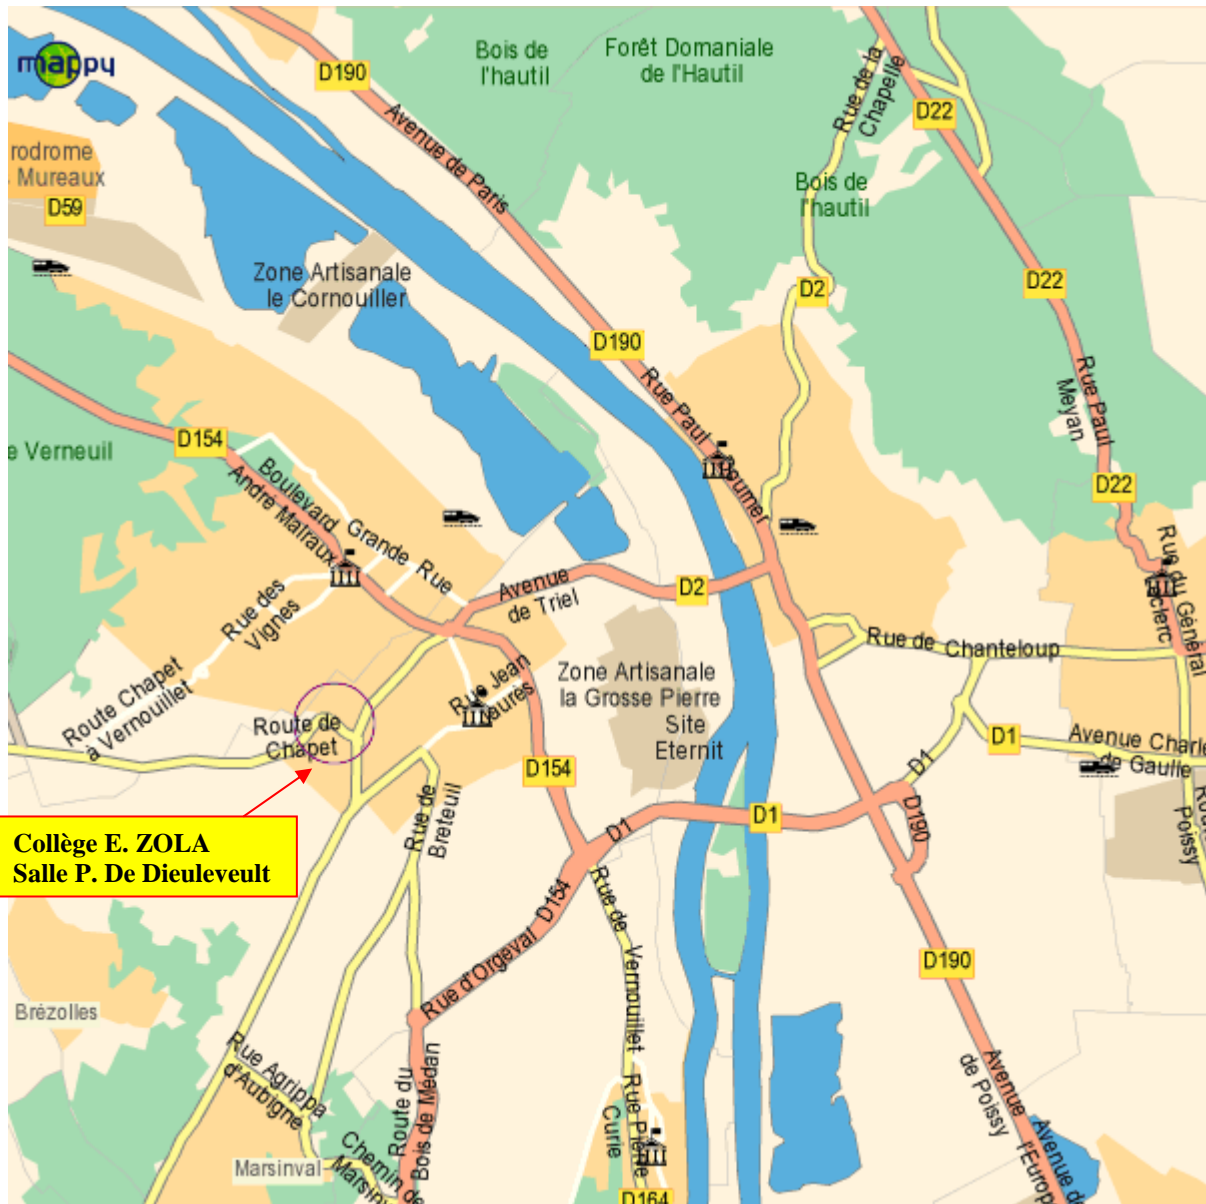 mappy
D190
Bois de
l'hautil
Forêt Domaniale
de l'Hautil
Rue de la
Chapelle
D22
Avenue de Paris
rodrome
Mureaux
D59
Bois de
l'hautil
Zone Artisanale
le Cornouiller
D2
D22
D190
Rue Paul
Doumer
Rue Paul
Meyan
D154
e Verneuil
Boulevard
André Malraux
Grande Rue
D22
Rue du Général
Leclerc
Rue des
Vignes
Avenue
de Triel
D2
Rue de Chanteloup
Route Chapet
à Vernouillet
Rue Jean
Jaurès
Zone Artisanale
la Grosse Pierre
Site
Eternit
Route de
Chapet
D1
Avenue Charle
de Gaulle
D154
D1
D1
D1
D190
Rout
Poissy
Rue de
Breteuil
Collège E. ZOLA
Salle P. De Dieuleveult
D154
Rue d'Orgeval
Rue de Vernouillet
D190
Brézolles
Rue Agrippa
d'Aubigne
Route du
Bois de Médan
Rue Pierre
Curie
Avenue
de Poissy
Avenue de
l'Europ
Marsinval
Chemin de
Marsinv
D164